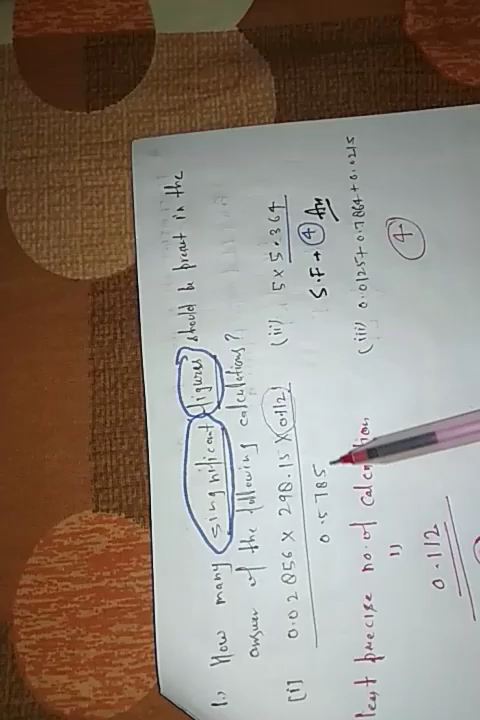 1.) How many significant figures should be present in the
answer of the following calculations?
[i] 0.02856 × 298.15 × 0.112
0.5785
(ii) 5 × 5.364
S.F → 4 Ans
(iii) 0.0125 + 0.7864 + 0.0215
4
least precise no. of calculation
i)
0.112